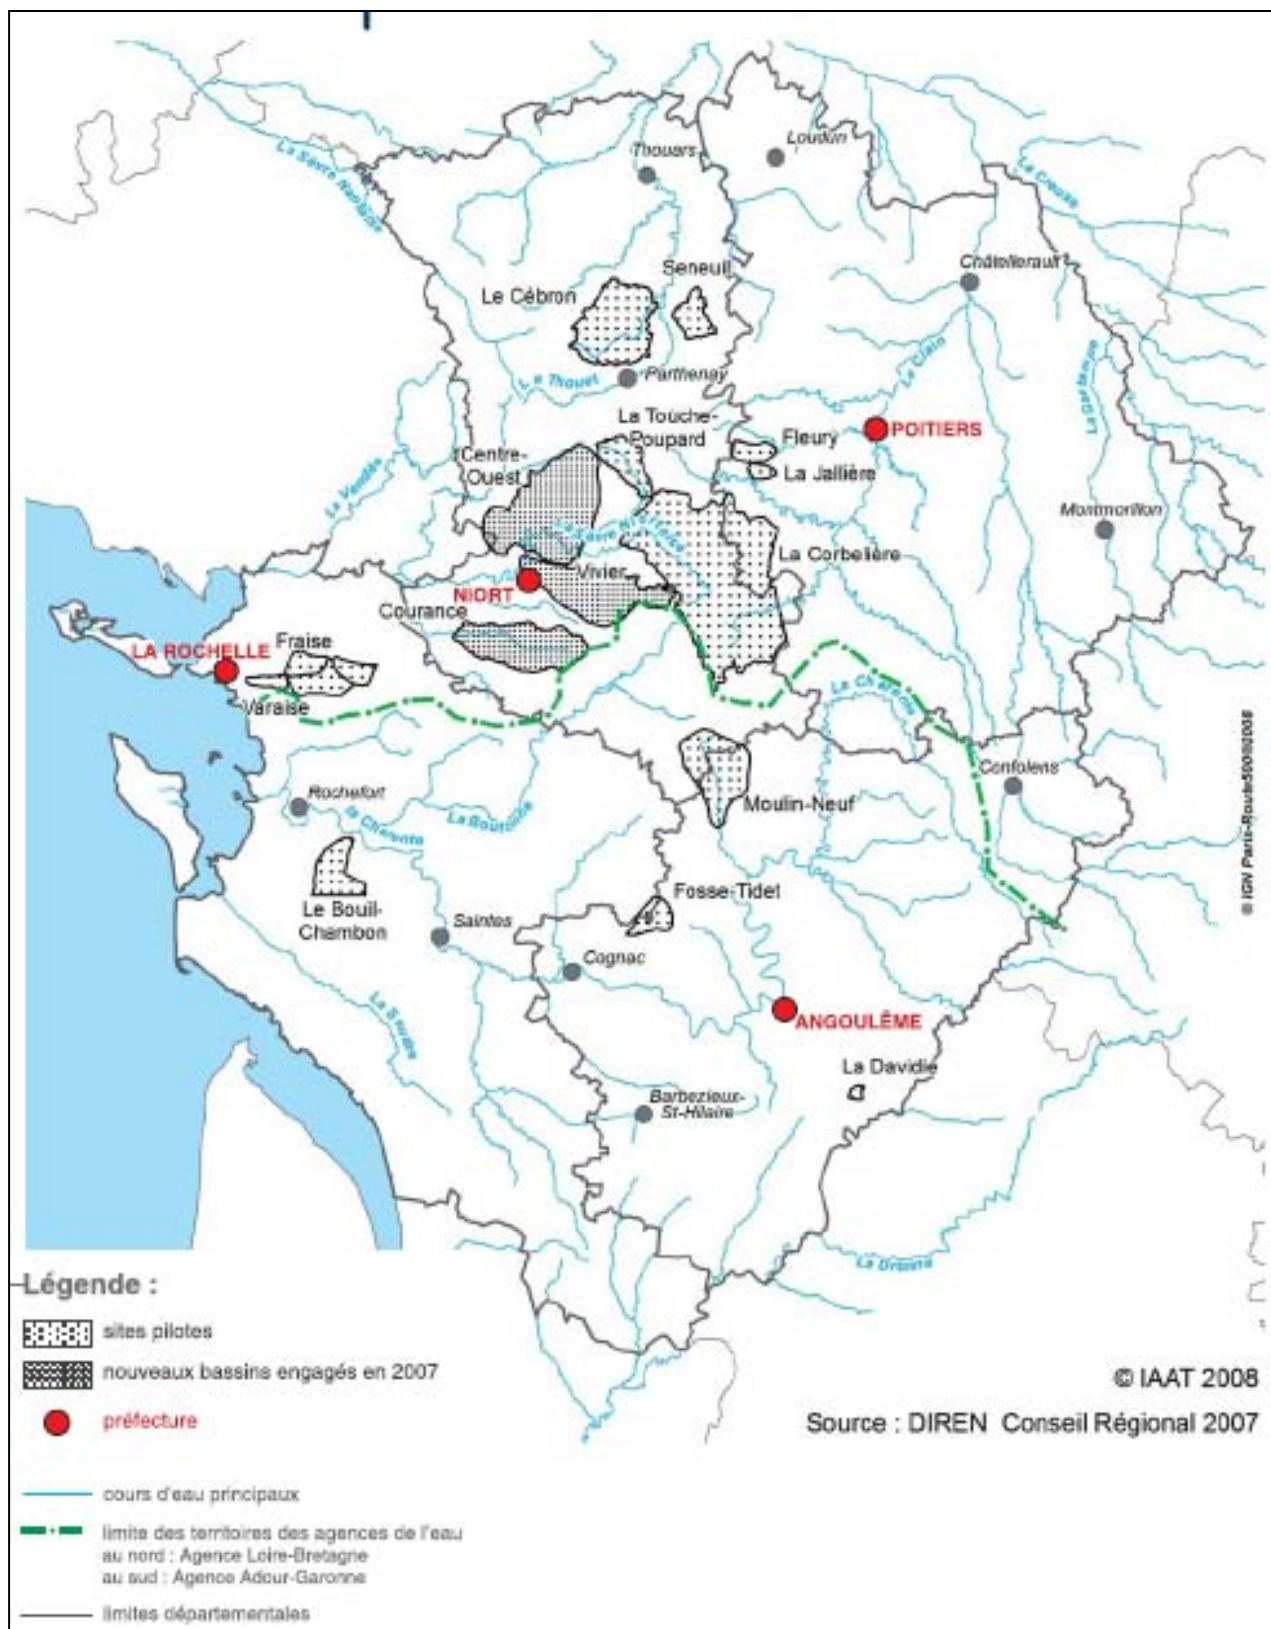 Loudun
Thouars
La Sèvre Nantaise
La Creuse
Châtellerault
Seneuil
Le Cébron
Le Clain
La Gartempe
Le Thouet
Parthenay
La Touche-
Poupard
Fleury
POITIERS
Centre-
Ouest
La Jallière
La Vendée
Montmorillon
La Sèvre Niortaise
La Corbelière
Vivier
NIORT
Courance
LA ROCHELLE
Fraise
Varaise
La Charente
Confolens
Rochefort
la Charente
La Boutonne
Moulin-Neuf
Fosse-Tidet
Le Bouil-
Chambon
Saintes
Cognac
La Seudre
ANGOULÊME
La Davidie
Barbezieux-
St-Hilaire
La Dronne
Légende :
sites pilotes
nouveaux bassins engagés en 2007
préfecture
© IAAT 2008
Source : DIREN Conseil Régional 2007
cours d'eau principaux
limite des territoires des agences de l'eau
au nord : Agence Loire-Bretagne
au sud : Agence Adour-Garonne
limites départementales